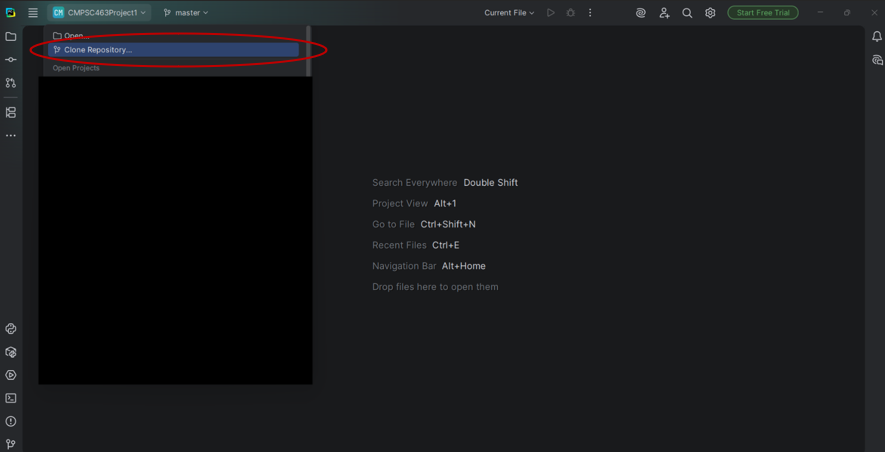 CM CMPSC463Project1 master Current File Start Free Trial
Open...
Clone Repository...
Open Projects
Search Everywhere Double Shift
Project View Alt+1
Go to File Ctrl+Shift+N
Recent Files Ctrl+E
Navigation Bar Alt+Home
Drop files here to open them